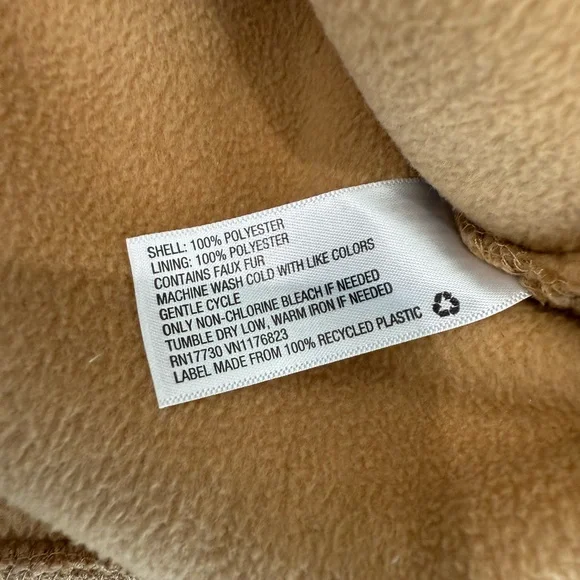 SHELL: 100% POLYESTER
LINING: 100% POLYESTER
CONTAINS FAUX FUR
MACHINE WASH COLD WITH LIKE COLORS
GENTLE CYCLE
ONLY NON-CHLORINE BLEACH IF NEEDED
TUMBLE DRY LOW, WARM IRON IF NEEDED
RN17730 VN1176823
LABEL MADE FROM 100% RECYCLED PLASTIC